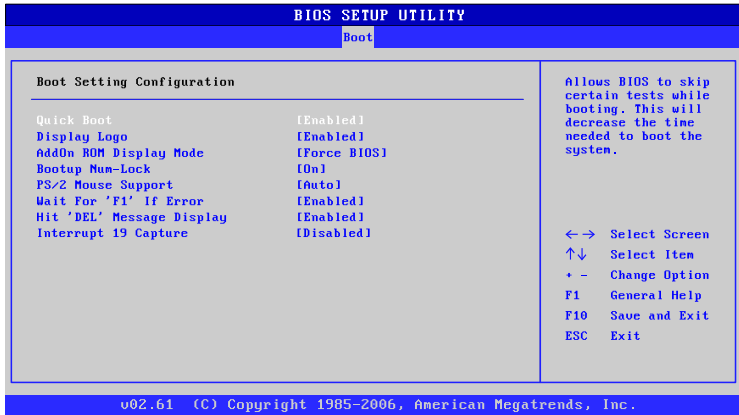 BIOS SETUP UTILITY
Boot
Boot Setting Configuration
Quick Boot [Enabled]
Display Logo [Enabled]
AddOn ROM Display Mode [Force BIOS]
Bootup Num-Lock [On]
PS/2 Mouse Support [Auto]
Wait For 'F1' If Error [Enabled]
Hit 'DEL' Message Display [Enabled]
Interrupt 19 Capture [Disabled]
Allows BIOS to skip
certain tests while
booting. This will
decrease the time
needed to boot the
system.
←→ Select Screen
↑↓ Select Item
+ - Change Option
F1 General Help
F10 Save and Exit
ESC Exit
v02.61 (C) Copyright 1985-2006, American Megatrends, Inc.